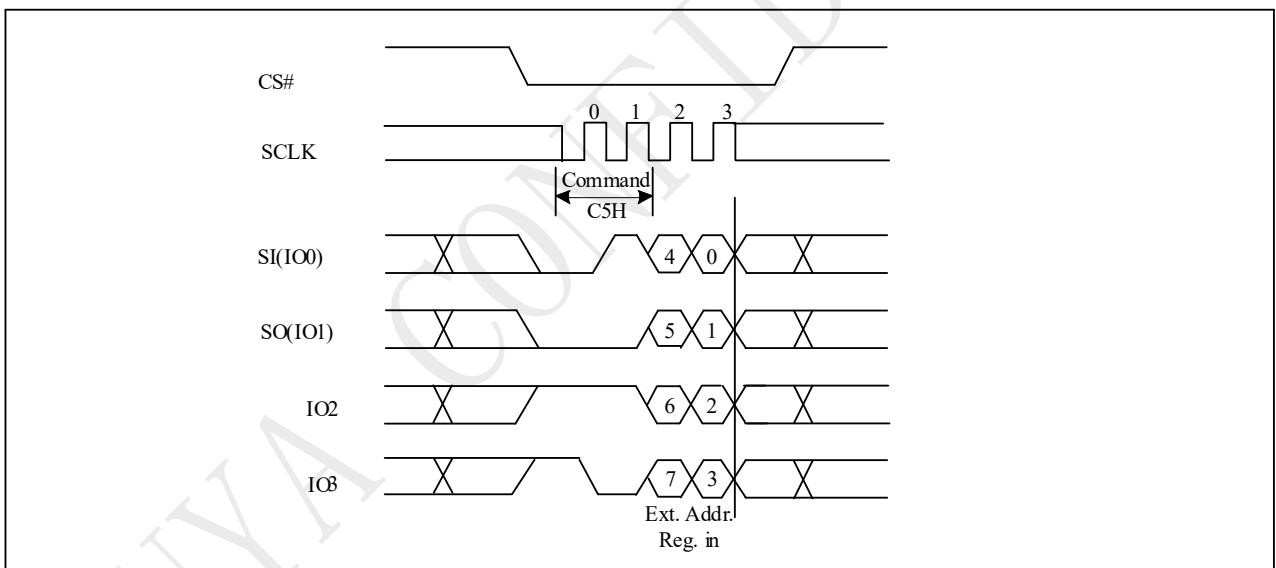 CS#
0 1 2 3
SCLK
Command
C5H
SI(IO0) 4 0
SO(IO1) 5 1
IO2 6 2
IO3 7 3
Ext. Addr.
Reg. in